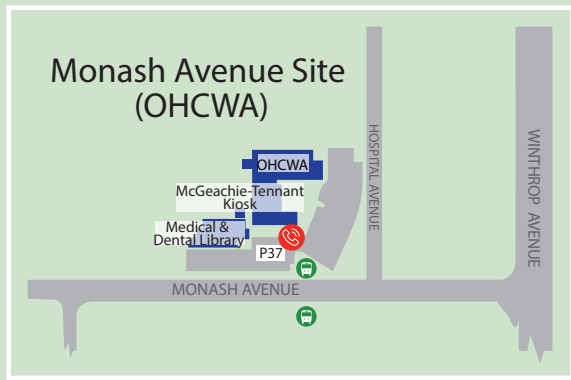 Monash Avenue Site
(OHCWA)
HOSPITAL AVENUE
WINTHROP AVENUE
OHCWA
McGeachie-Tennant
Kiosk
Medical &
Dental Library
P37
MONASH AVENUE